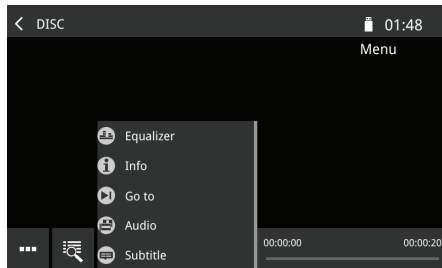 DISC
01:48
Menu
Equalizer
Info
Go to
Audio
Subtitle
00:00:00
00:00:20